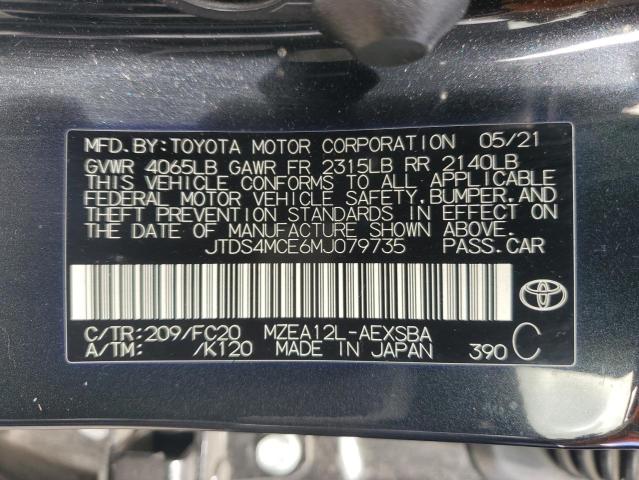 MFD.BY:TOYOTA MOTOR CORPORATION 05/21
GVWR 4065LB GAWR FR 2315LB RR 2140LB
THIS VEHICLE CONFORMS TO ALL APPLICABLE
FEDERAL MOTOR VEHICLE SAFETY,BUMPER,AND
THEFT PREVENTION STANDARDS IN EFFECT ON
THE DATE OF MANUFACTURE SHOWN ABOVE.
JTDS4MCE6MJ079735 PASS.CAR
C/TR:209/FC20 MZEA12L-AEXSBA
A/TM: /K120 MADE IN JAPAN 390 C